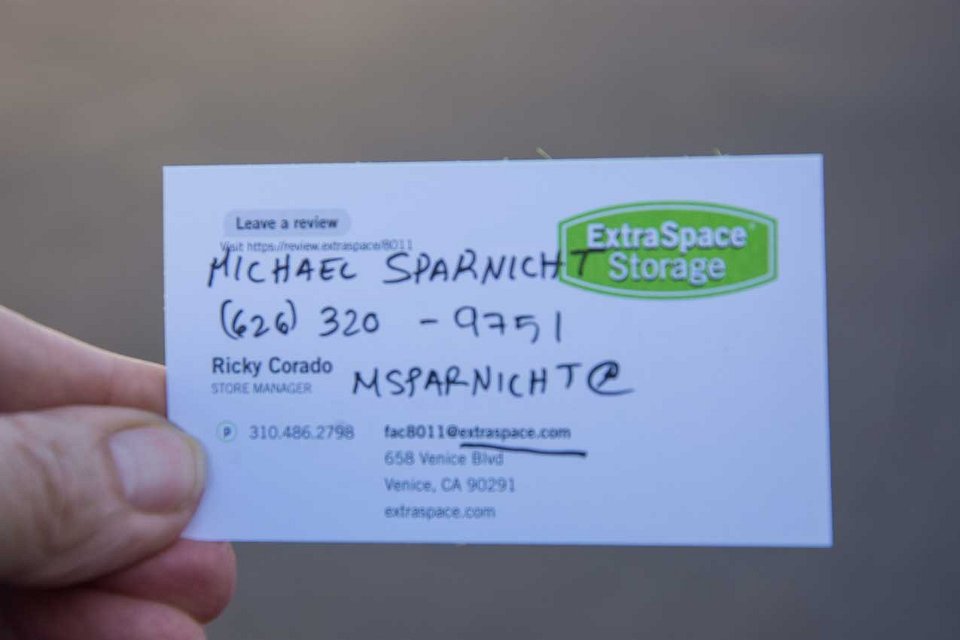 Leave a review
Visit https://review.extraspace/8011
ExtraSpace
Storage
MICHAEL SPARNICHT
(626) 320 - 9751
Ricky Corado
STORE MANAGER
MSPARNICHT@
P 310.486.2798
fac8011@extraspace.com
658 Venice Blvd
Venice, CA 90291
extraspace.com